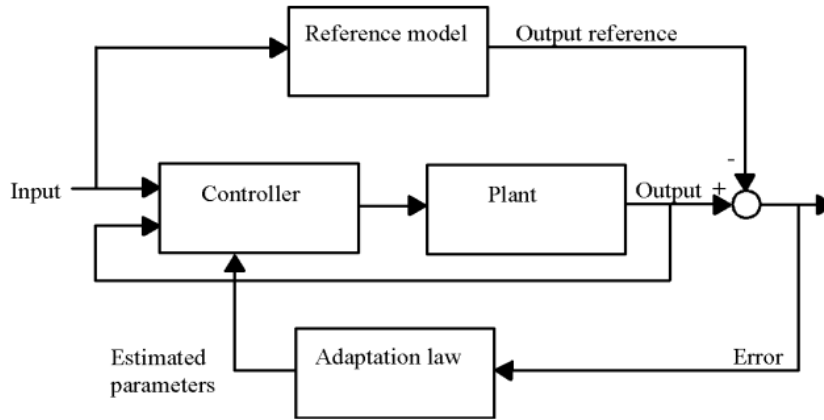 Reference model
Output reference
-
Input
Controller
Plant
Output +
Estimated
parameters
Adaptation law
Error